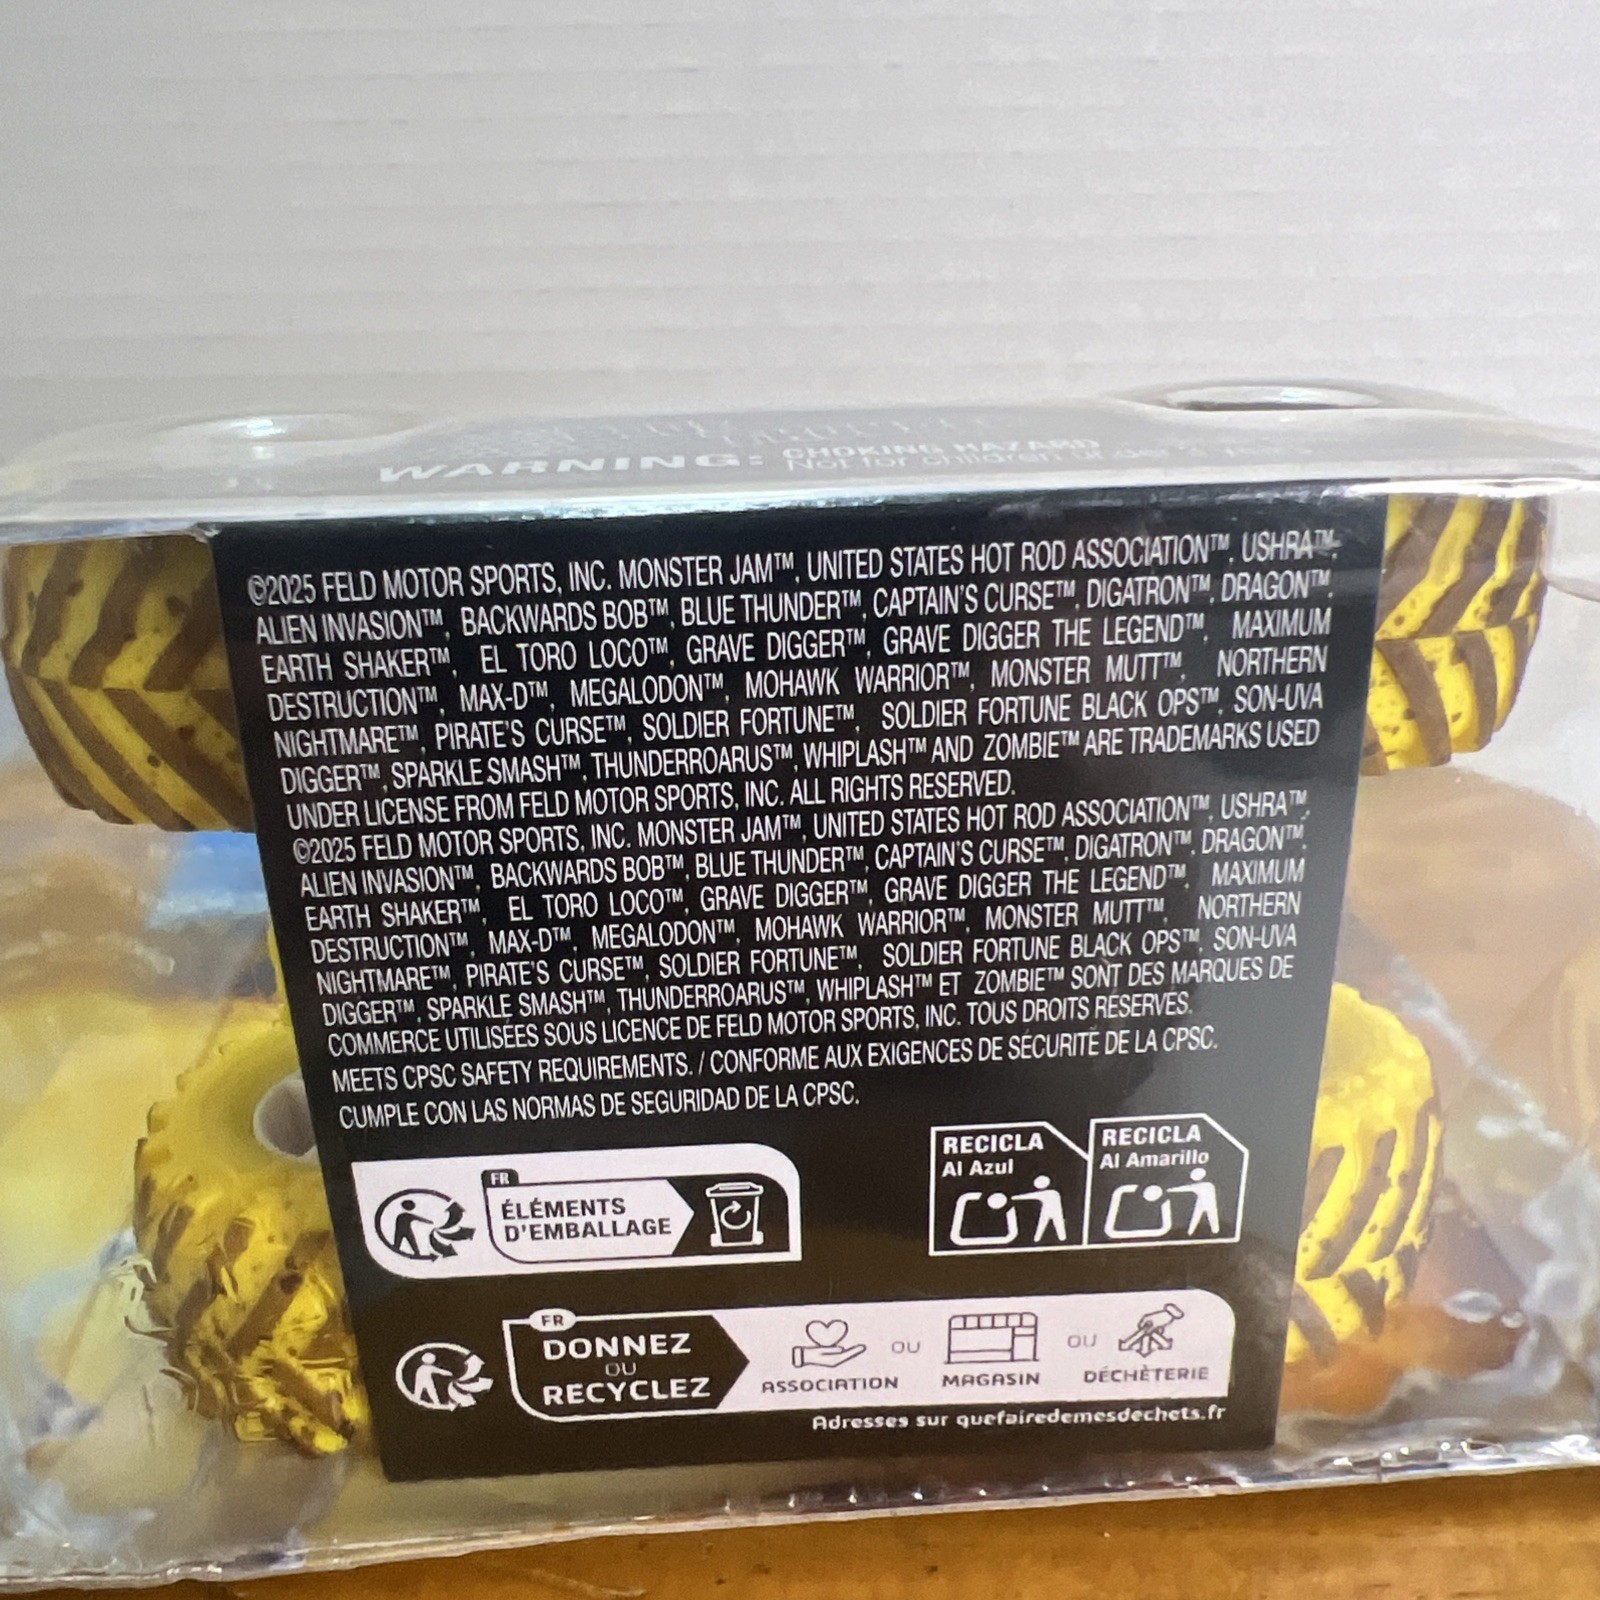 WARNING: CHOKING HAZARD
Not for children under 3 years
©2025 FELD MOTOR SPORTS, INC. MONSTER JAM™, UNITED STATES HOT ROD ASSOCIATION™, USHRA™,
ALIEN INVASION™, BACKWARDS BOB™, BLUE THUNDER™, CAPTAIN'S CURSE™, DIGATRON™, DRAGON™,
EARTH SHAKER™, EL TORO LOCO™, GRAVE DIGGER™, GRAVE DIGGER THE LEGEND™, MAXIMUM
DESTRUCTION™, MAX-D™, MEGALODON™, MOHAWK WARRIOR™, MONSTER MUTT™, NORTHERN
NIGHTMARE™, PIRATE'S CURSE™, SOLDIER FORTUNE™, SOLDIER FORTUNE BLACK OPS™, SON-UVA
DIGGER™, SPARKLE SMASH™, THUNDERROARUS™, WHIPLASH™ AND ZOMBIE™ ARE TRADEMARKS USED
UNDER LICENSE FROM FELD MOTOR SPORTS, INC. ALL RIGHTS RESERVED.
©2025 FELD MOTOR SPORTS, INC. MONSTER JAM™, UNITED STATES HOT ROD ASSOCIATION™, USHRA™,
ALIEN INVASION™, BACKWARDS BOB™, BLUE THUNDER™, CAPTAIN'S CURSE™, DIGATRON™, DRAGON™,
EARTH SHAKER™, EL TORO LOCO™, GRAVE DIGGER™, GRAVE DIGGER THE LEGEND™, MAXIMUM
DESTRUCTION™, MAX-D™, MEGALODON™, MOHAWK WARRIOR™, MONSTER MUTT™, NORTHERN
NIGHTMARE™, PIRATE'S CURSE™, SOLDIER FORTUNE™, SOLDIER FORTUNE BLACK OPS™, SON-UVA
DIGGER™, SPARKLE SMASH™, THUNDERROARUS™, WHIPLASH™ ET ZOMBIE™ SONT DES MARQUES DE
COMMERCE UTILISÉES SOUS LICENCE DE FELD MOTOR SPORTS, INC. TOUS DROITS RÉSERVÉS.
MEETS CPSC SAFETY REQUIREMENTS. / CONFORME AUX EXIGENCES DE SÉCURITÉ DE LA CPSC.
CUMPLE CON LAS NORMAS DE SEGURIDAD DE LA CPSC.
FR
ÉLÉMENTS
D'EMBALLAGE
RECICLA
Al Azul
RECICLA
Al Amarillo
FR
DONNEZ
OU
RECYCLEZ
ASSOCIATION OU MAGASIN OU DÉCHÈTERIE
Adresses sur quefairedemesdechets.fr